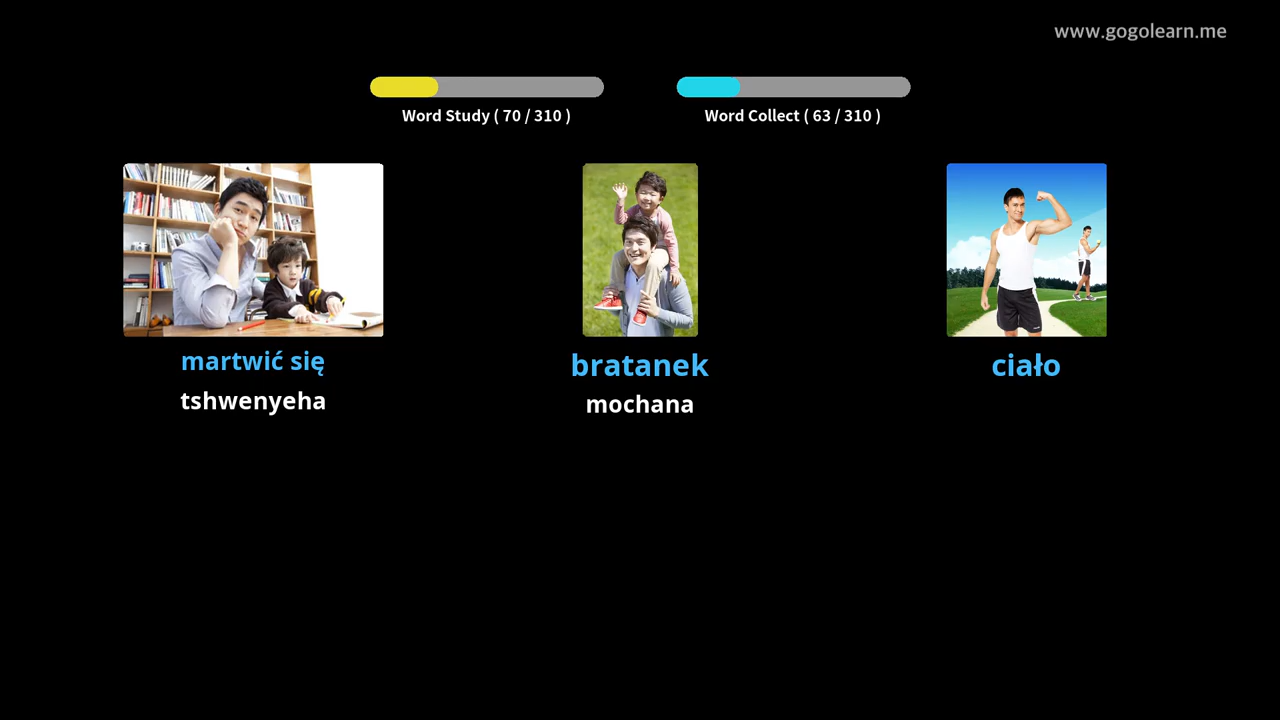 www.gogolearn.me
Word Study ( 70 / 310 )
Word Collect ( 63 / 310 )
martwić się
tshwenyeha
bratanek
mochana
ciało